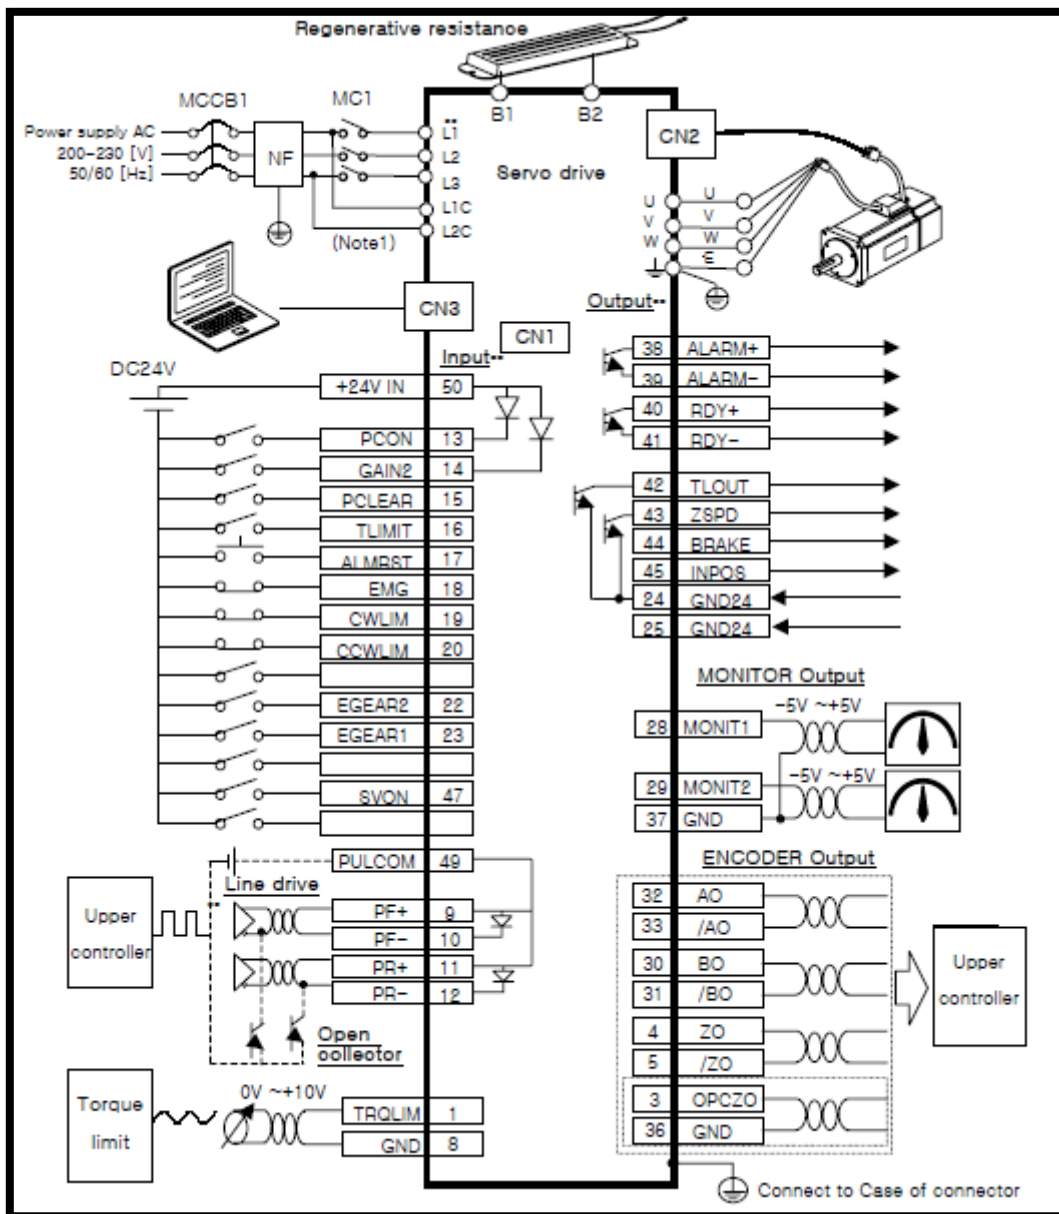 Regenerative resistance
B1
B2
MCCB1
MC1
Power supply AC
200-230 [V]
50/60 [Hz]
NF
L1
L2
L3
L1C
L2C
(Note1)
Servo drive
CN2
U
V
W
U
V
W
E
CN3
CN1
Input
Output
DC24V
+24V IN 50
PCON 13
GAIN2 14
PCLEAR 15
TLIMIT 16
ALMRST 17
EMG 18
CWLIM 19
CCWLIM 20
EGEAR2 22
EGEAR1 23
SVON 47
38 ALARM+
39 ALARM-
40 RDY+
41 RDY-
42 TLOUT
43 ZSPD
44 BRAKE
45 INPOS
24 GND24
25 GND24
MONITOR Output
-5V ~+5V
28 MONIT1
-5V ~+5V
29 MONIT2
37 GND
Upper
controller
PULCOM 49
Line drive
PF+ 9
PF- 10
PR+ 11
PR- 12
Open
collector
Torque
limit
0V ~+10V
TRQLIM 1
GND 8
ENCODER Output
32 AO
33 /AO
30 BO
31 /BO
4 ZO
5 /ZO
3 OPCZO
36 GND
Upper
controller
Connect to Case of connector